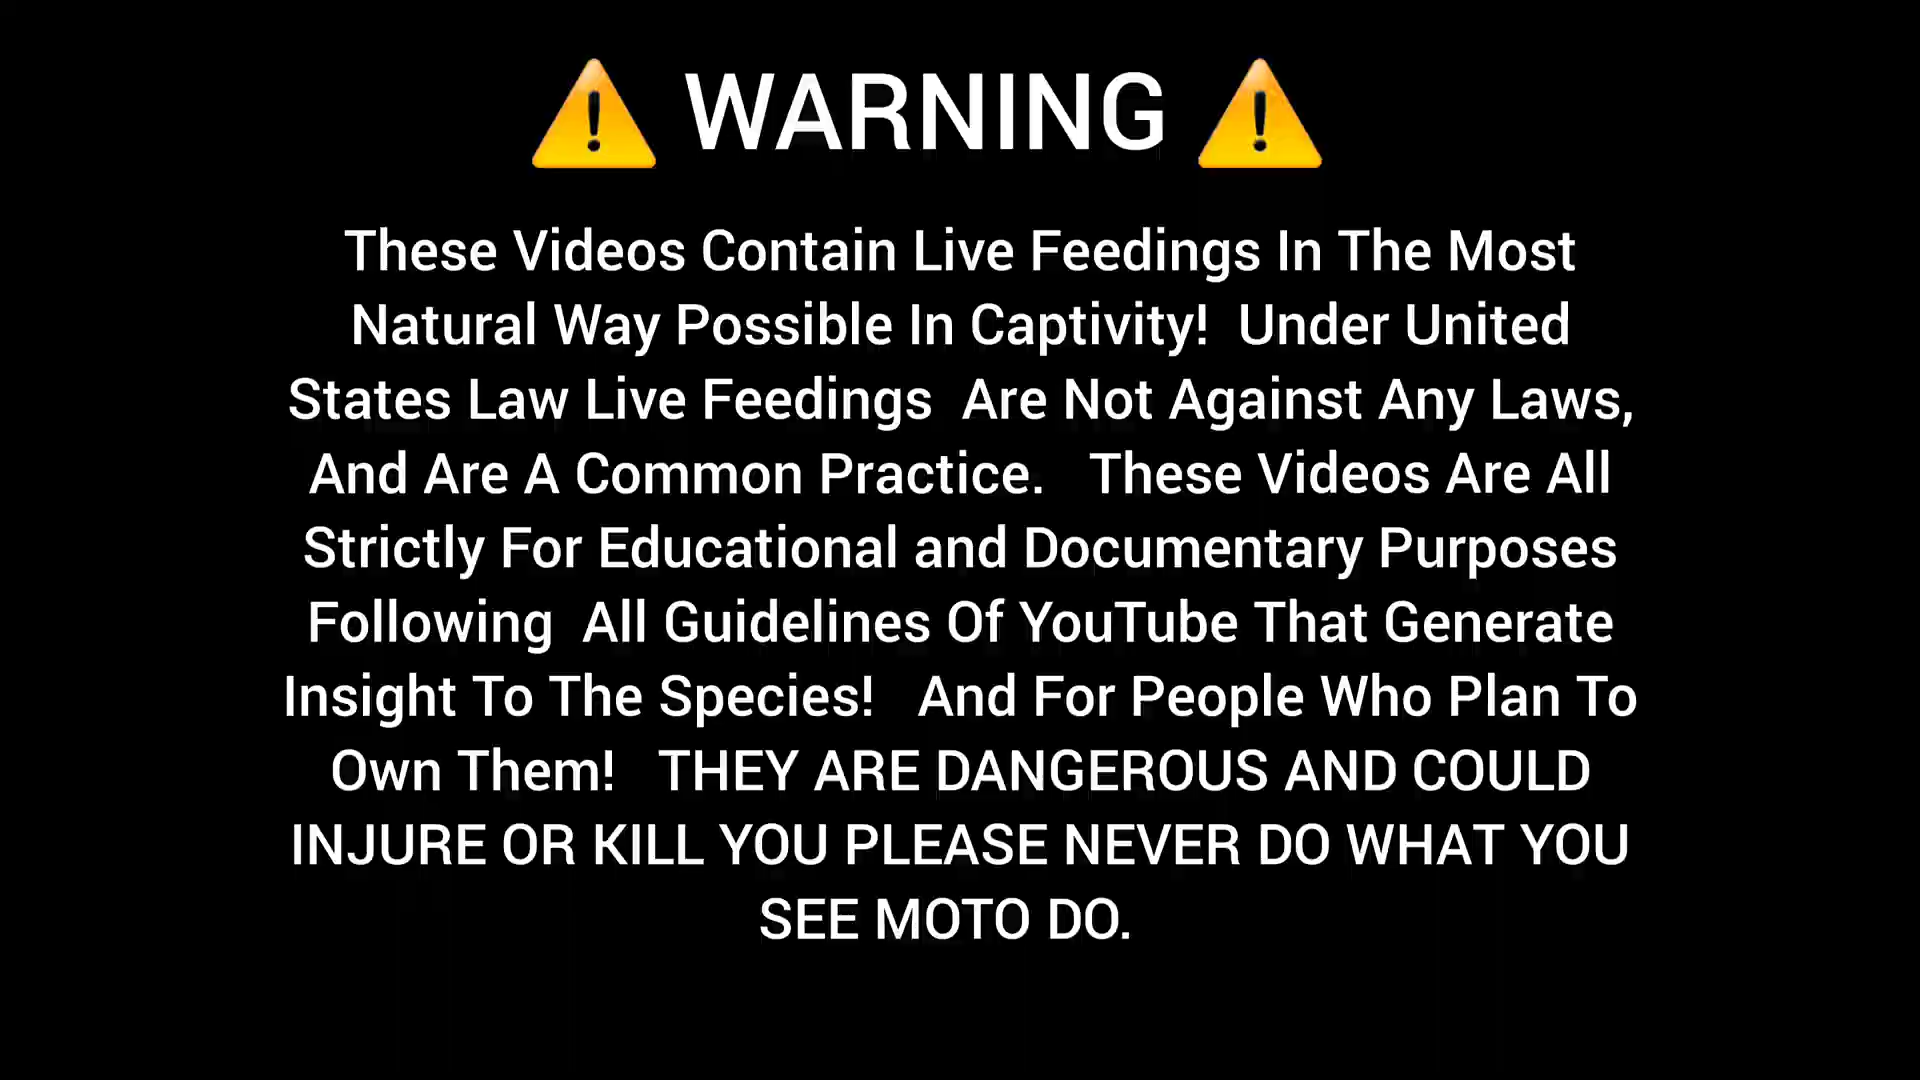 ⚠ WARNING ⚠
These Videos Contain Live Feedings In The Most
Natural Way Possible In Captivity!  Under United
States Law Live Feedings  Are Not Against Any Laws,
And Are A Common Practice.   These Videos Are All
Strictly For Educational and Documentary Purposes
Following  All Guidelines Of YouTube That Generate
Insight To The Species!   And For People Who Plan To
Own Them!   THEY ARE DANGEROUS AND COULD
INJURE OR KILL YOU PLEASE NEVER DO WHAT YOU
SEE MOTO DO.